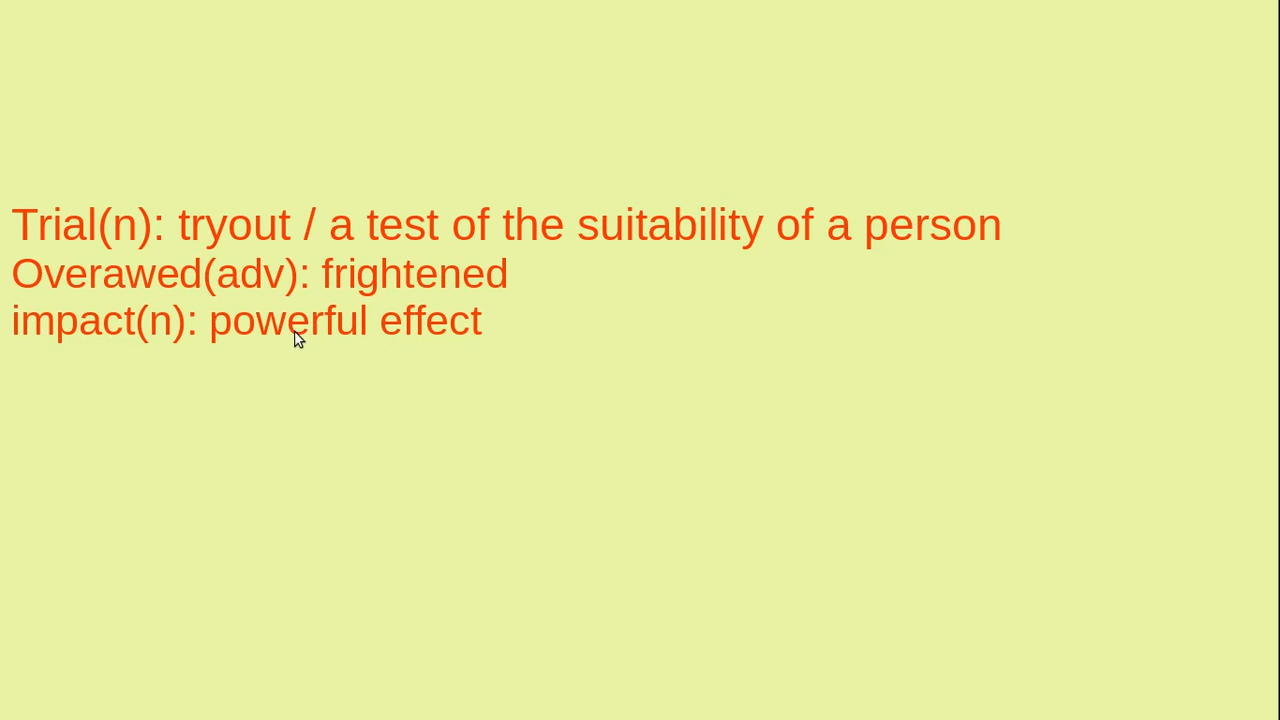 Trial(n): tryout / a test of the suitability of a person
Overawed(adv): frightened
impact(n): powerful effect